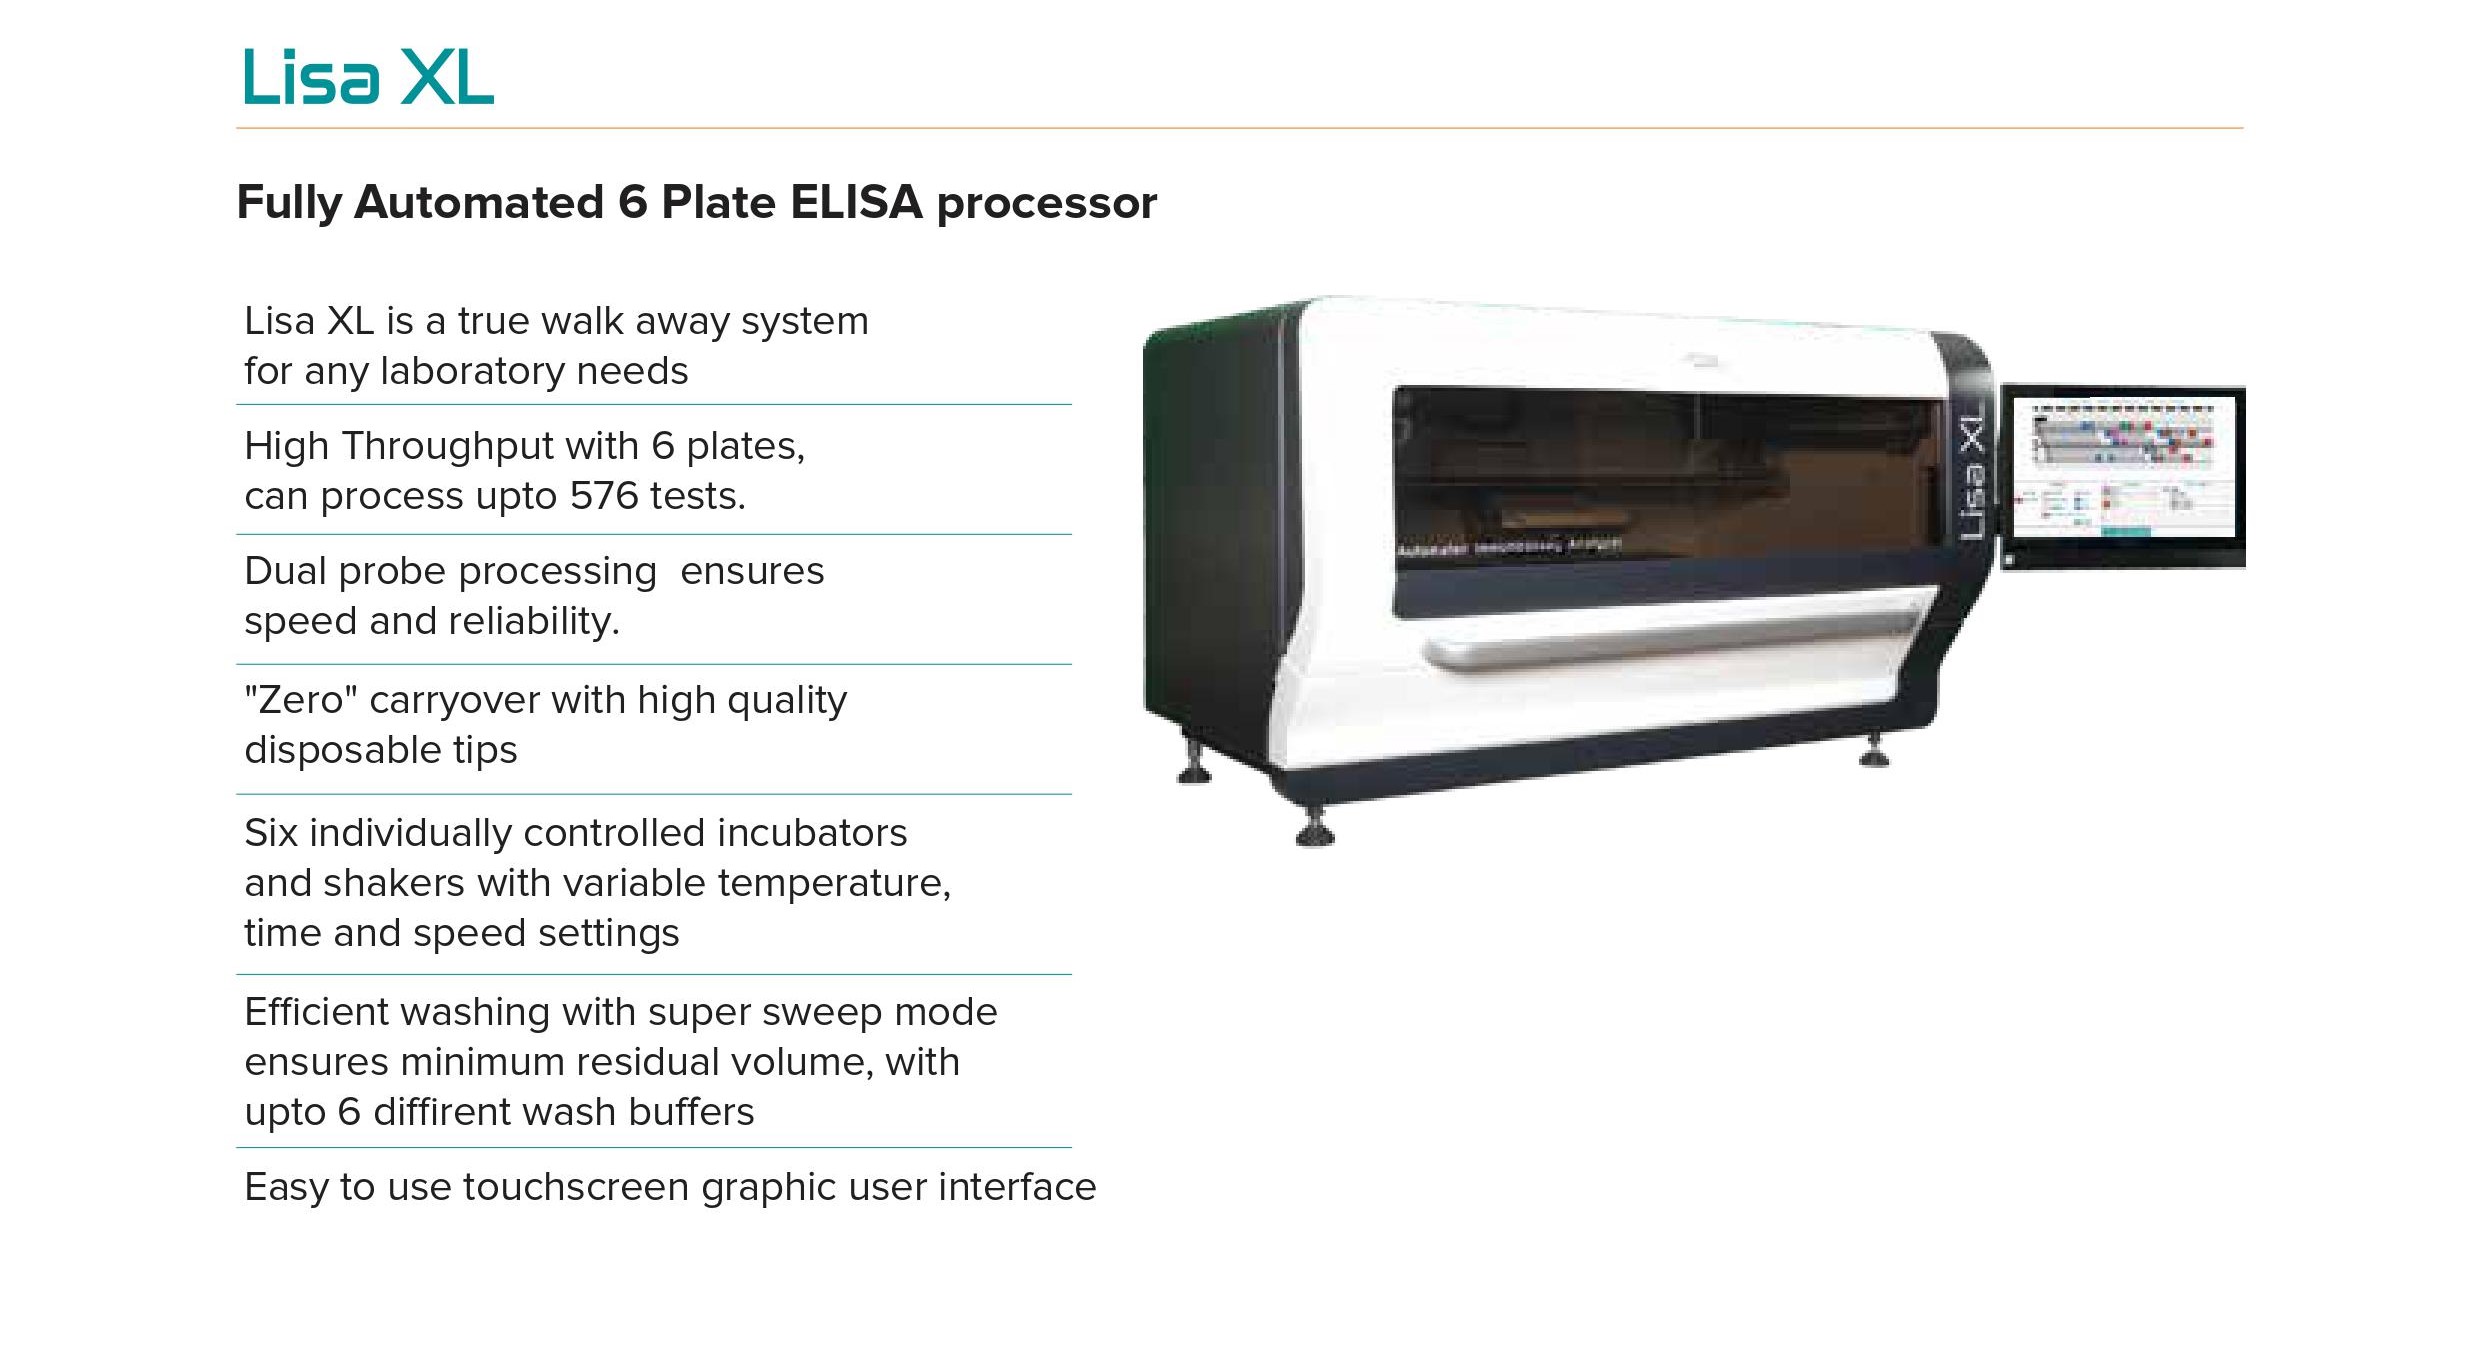 Lisa XL
Fully Automated 6 Plate ELISA processor
Lisa XL is a true walk away system
for any laboratory needs
High Throughput with 6 plates,
can process upto 576 tests.
Dual probe processing  ensures
speed and reliability.
"Zero" carryover with high quality
disposable tips
Six individually controlled incubators
and shakers with variable temperature,
time and speed settings
Efficient washing with super sweep mode
ensures minimum residual volume, with
upto 6 diffirent wash buffers
Easy to use touchscreen graphic user interface
Lisa XL